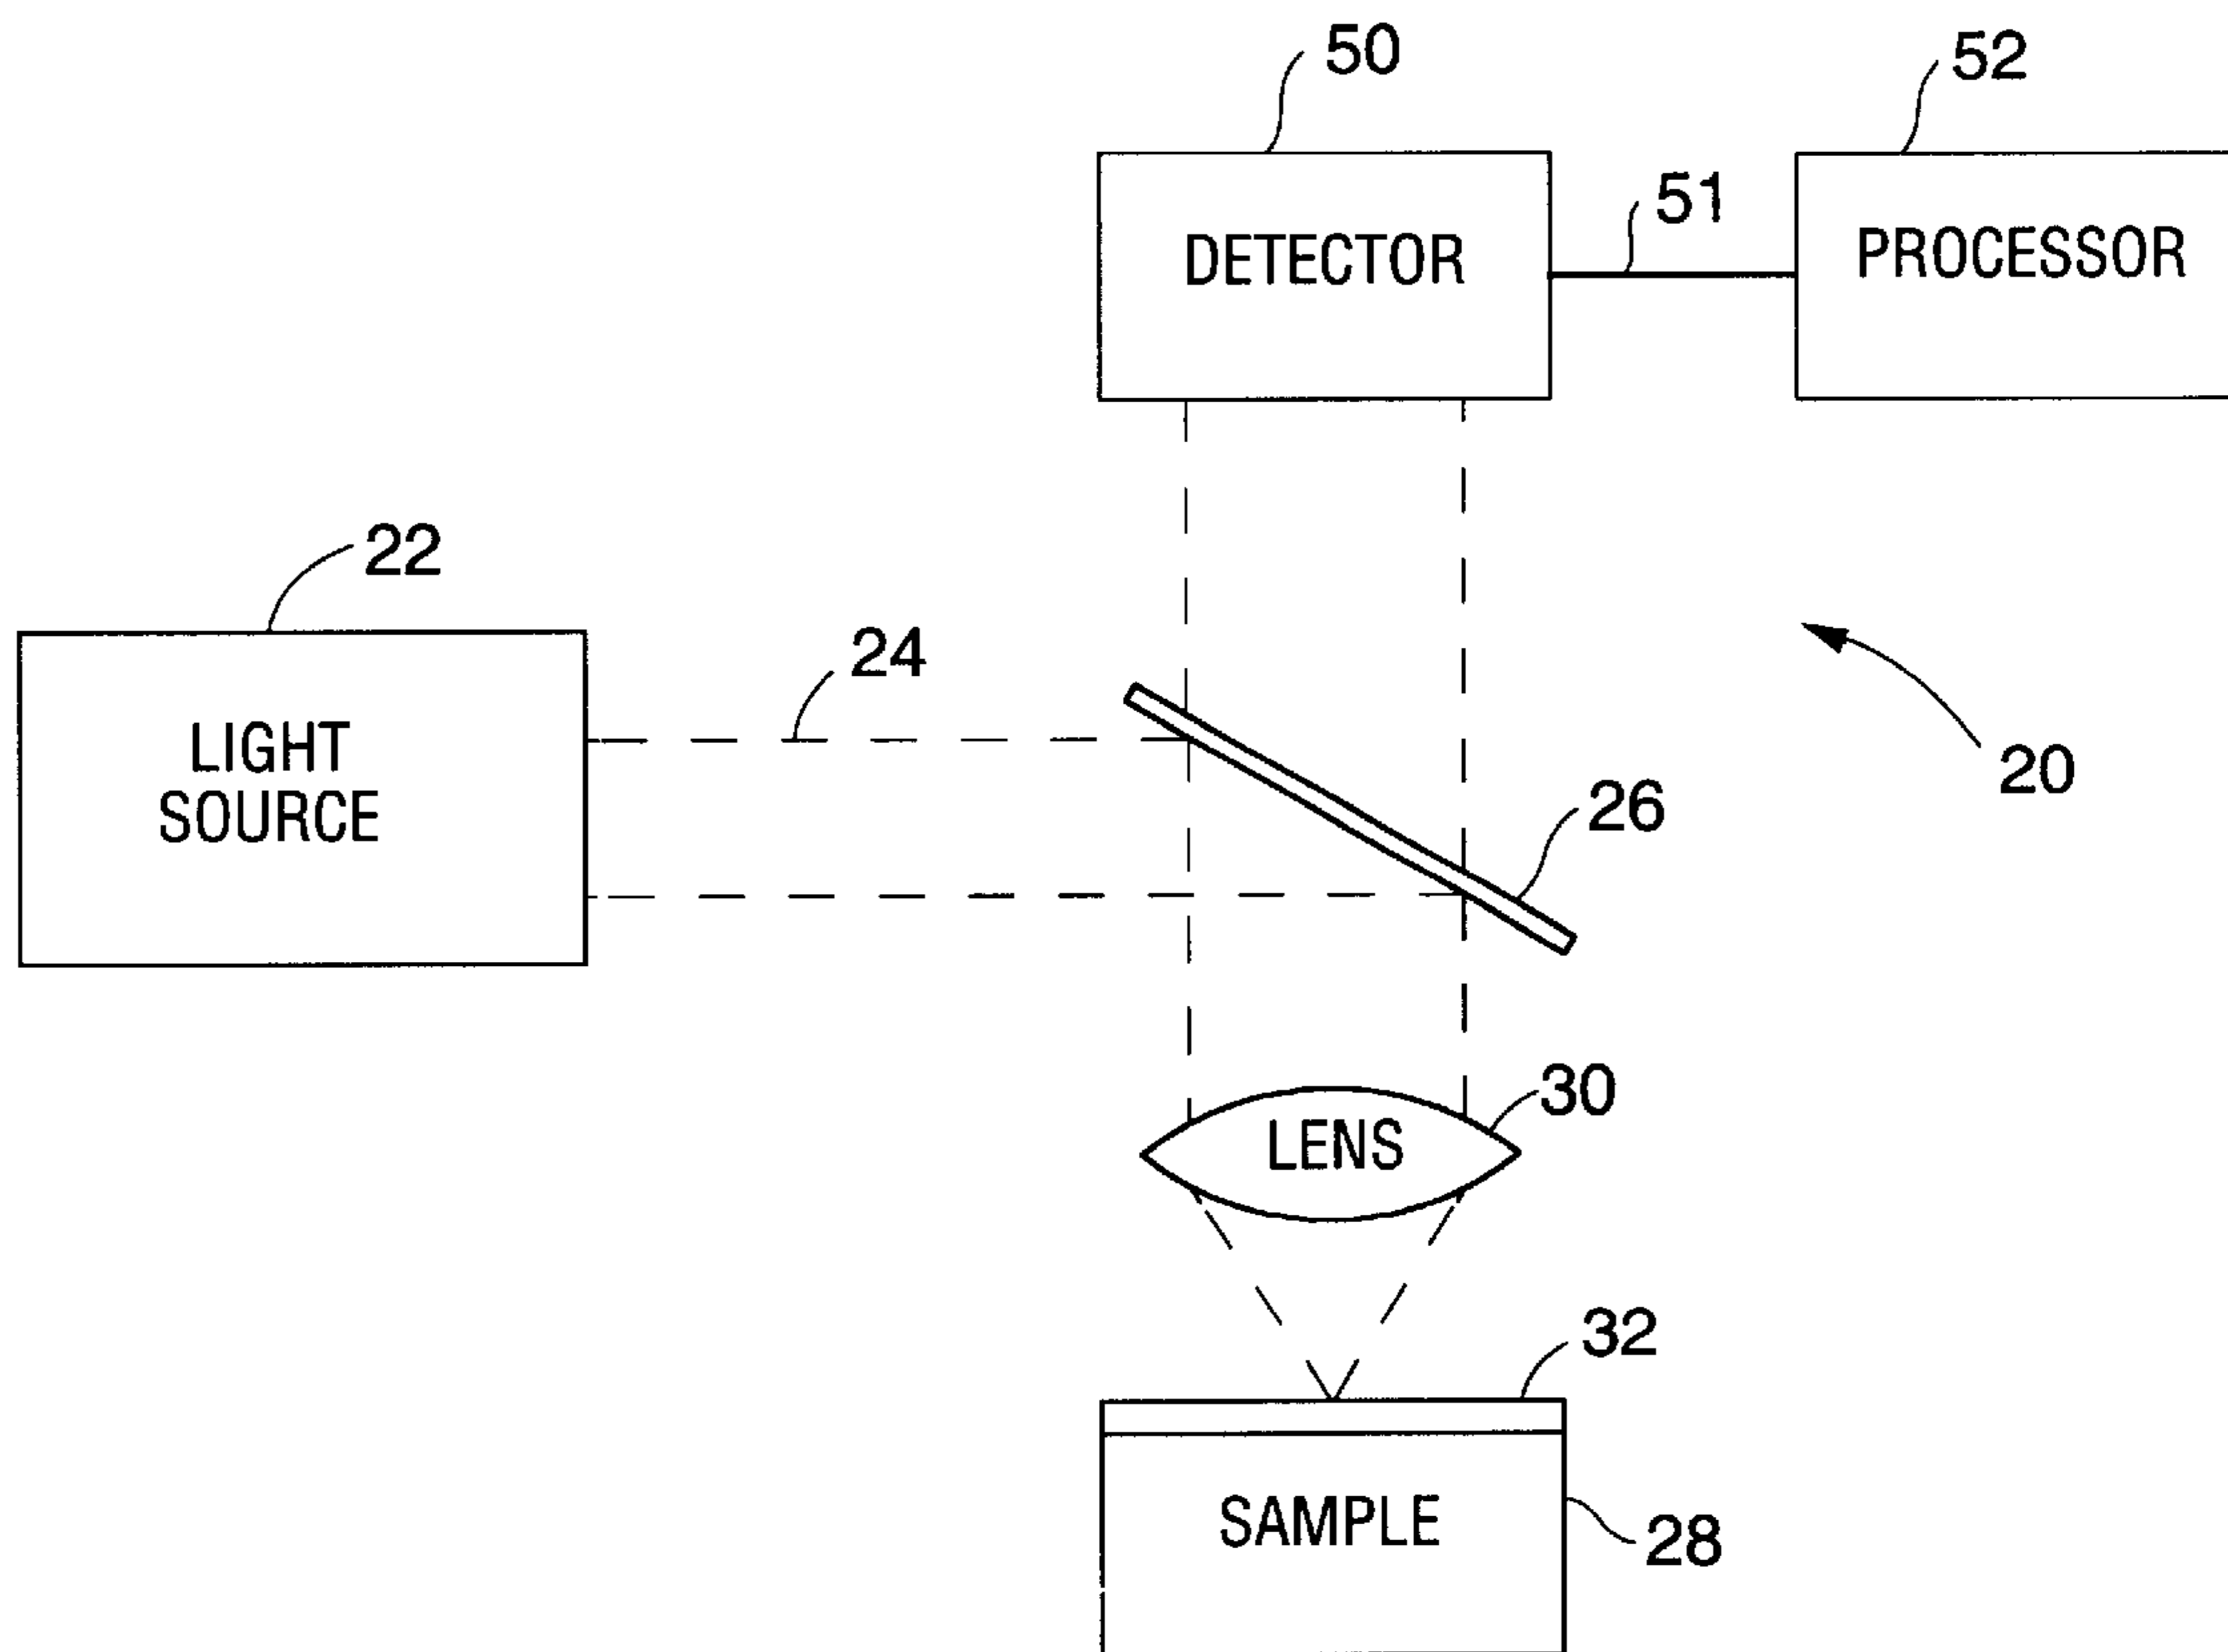 50
52
51
DETECTOR
PROCESSOR
22
24
LIGHT
SOURCE
20
26
30
LENS
32
SAMPLE
28